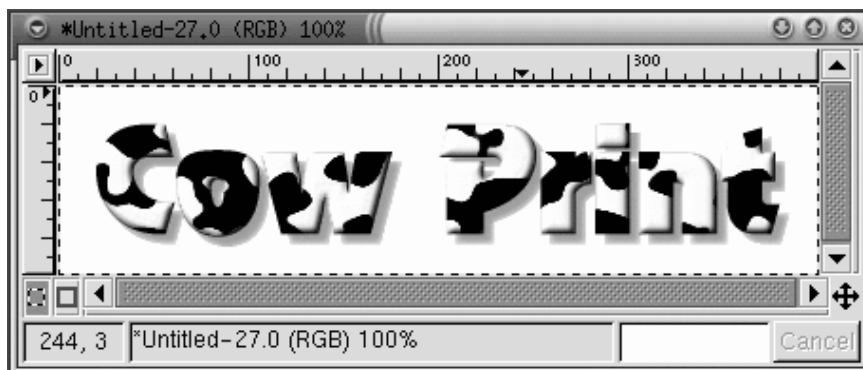 *Untitled-27.0 (RGB) 100%
0 100 200 300
0
Cow Print
244, 3 *Untitled-27.0 (RGB) 100% Cancel